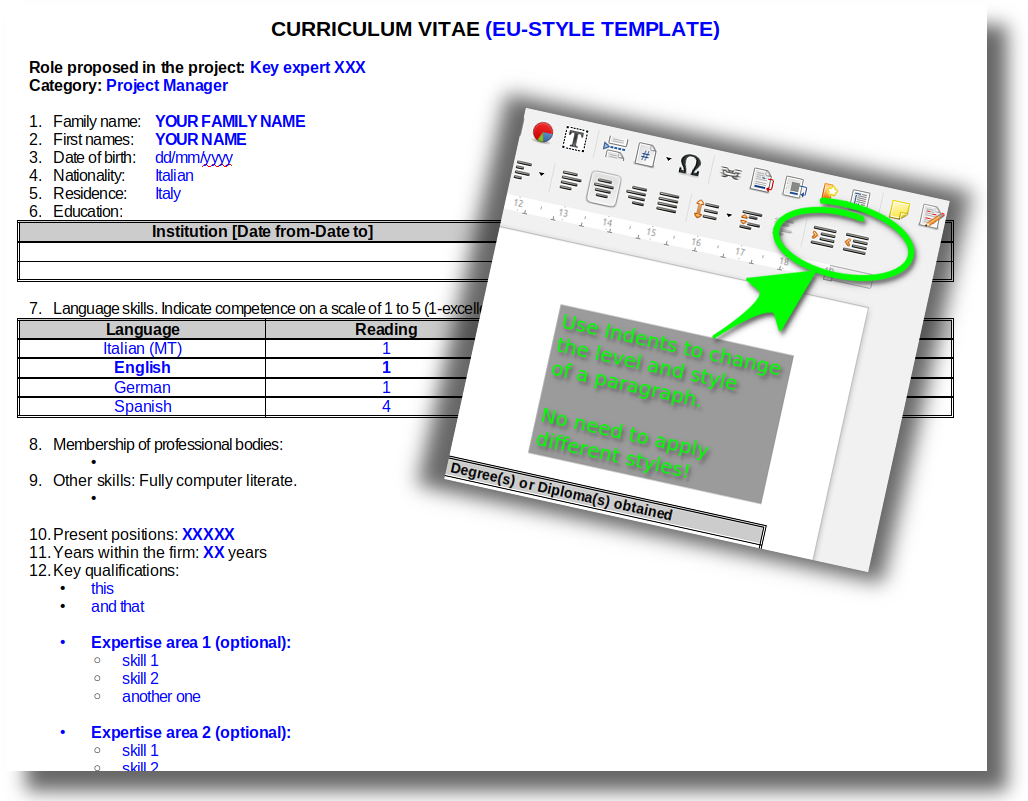 CURRICULUM VITAE (EU-STYLE TEMPLATE)
Role proposed in the project: Key expert XXX
Category: Project Manager
1. Family name: YOUR FAMILY NAME
2. First names: YOUR NAME
3. Date of birth: dd/mm/yyyy
4. Nationality: Italian
5. Residence: Italy
6. Education:
Institution [Date from-Date to]
7. Language skills. Indicate competence on a scale of 1 to 5 (1-excelle
Language Reading
Italian (MT) 1
English 1
German 1
Spanish 4
8. Membership of professional bodies:
•
9. Other skills: Fully computer literate.
•
10. Present positions: XXXXX
11. Years within the firm: XX years
12. Key qualifications:
• this
• and that
• Expertise area 1 (optional):
○ skill 1
○ skill 2
○ another one
• Expertise area 2 (optional):
○ skill 1
○ skill 2
12 13 14 15 16 17 18
Use Indents to change
the level and style
of a paragraph.
No need to apply
different styles!
Degree(s) or Diploma(s) obtained